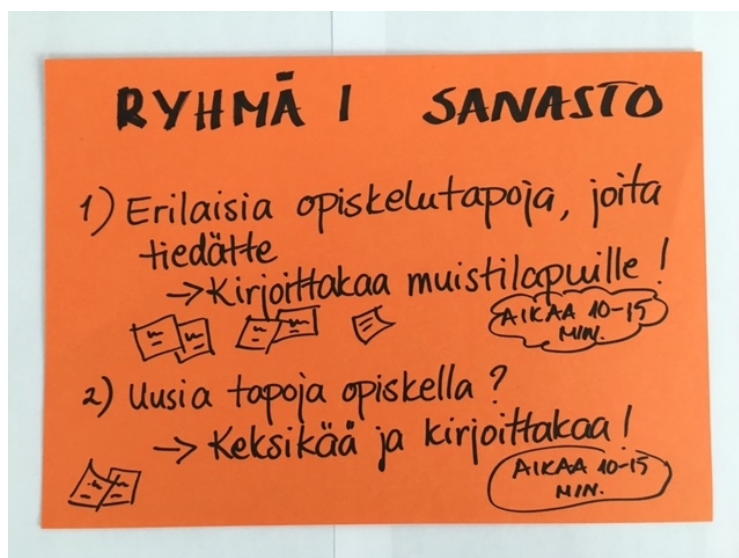 RYHMÄ 1 SANASTO
1) Erilaisia opiskelutapoja, joita
tiedätte
→ Kirjoittakaa muistilapuille!
AIKAA 10-15
MIN.
2) Uusia tapoja opiskella?
→ Keksikää ja kirjoittakaa!
AIKAA 10-15
MIN.